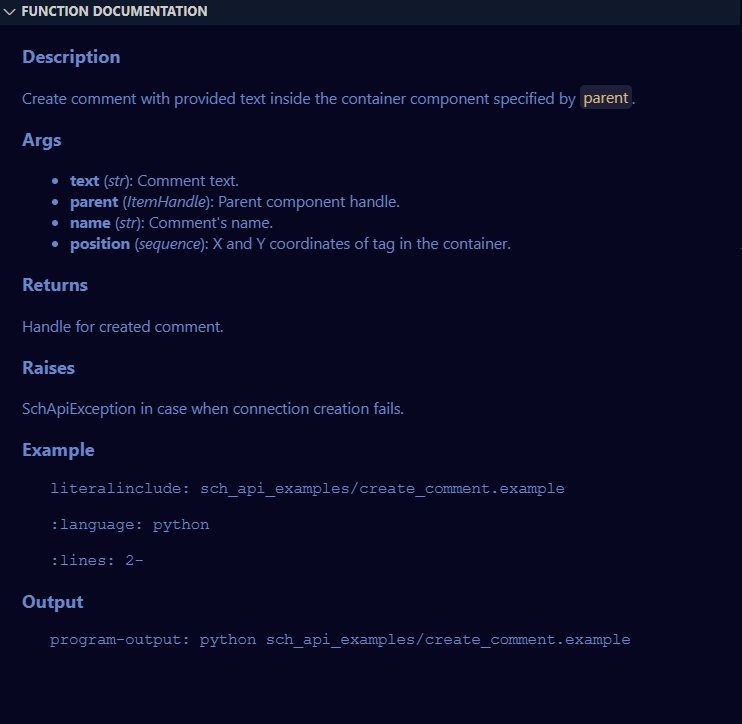 FUNCTION DOCUMENTATION
Description
Create comment with provided text inside the container component specified by parent.
Args
• text (str): Comment text.
• parent (ItemHandle): Parent component handle.
• name (str): Comment's name.
• position (sequence): X and Y coordinates of tag in the container.
Returns
Handle for created comment.
Raises
SchApiException in case when connection creation fails.
Example
literalinclude: sch_api_examples/create_comment.example
:language: python
:lines: 2-
Output
program-output: python sch_api_examples/create_comment.example